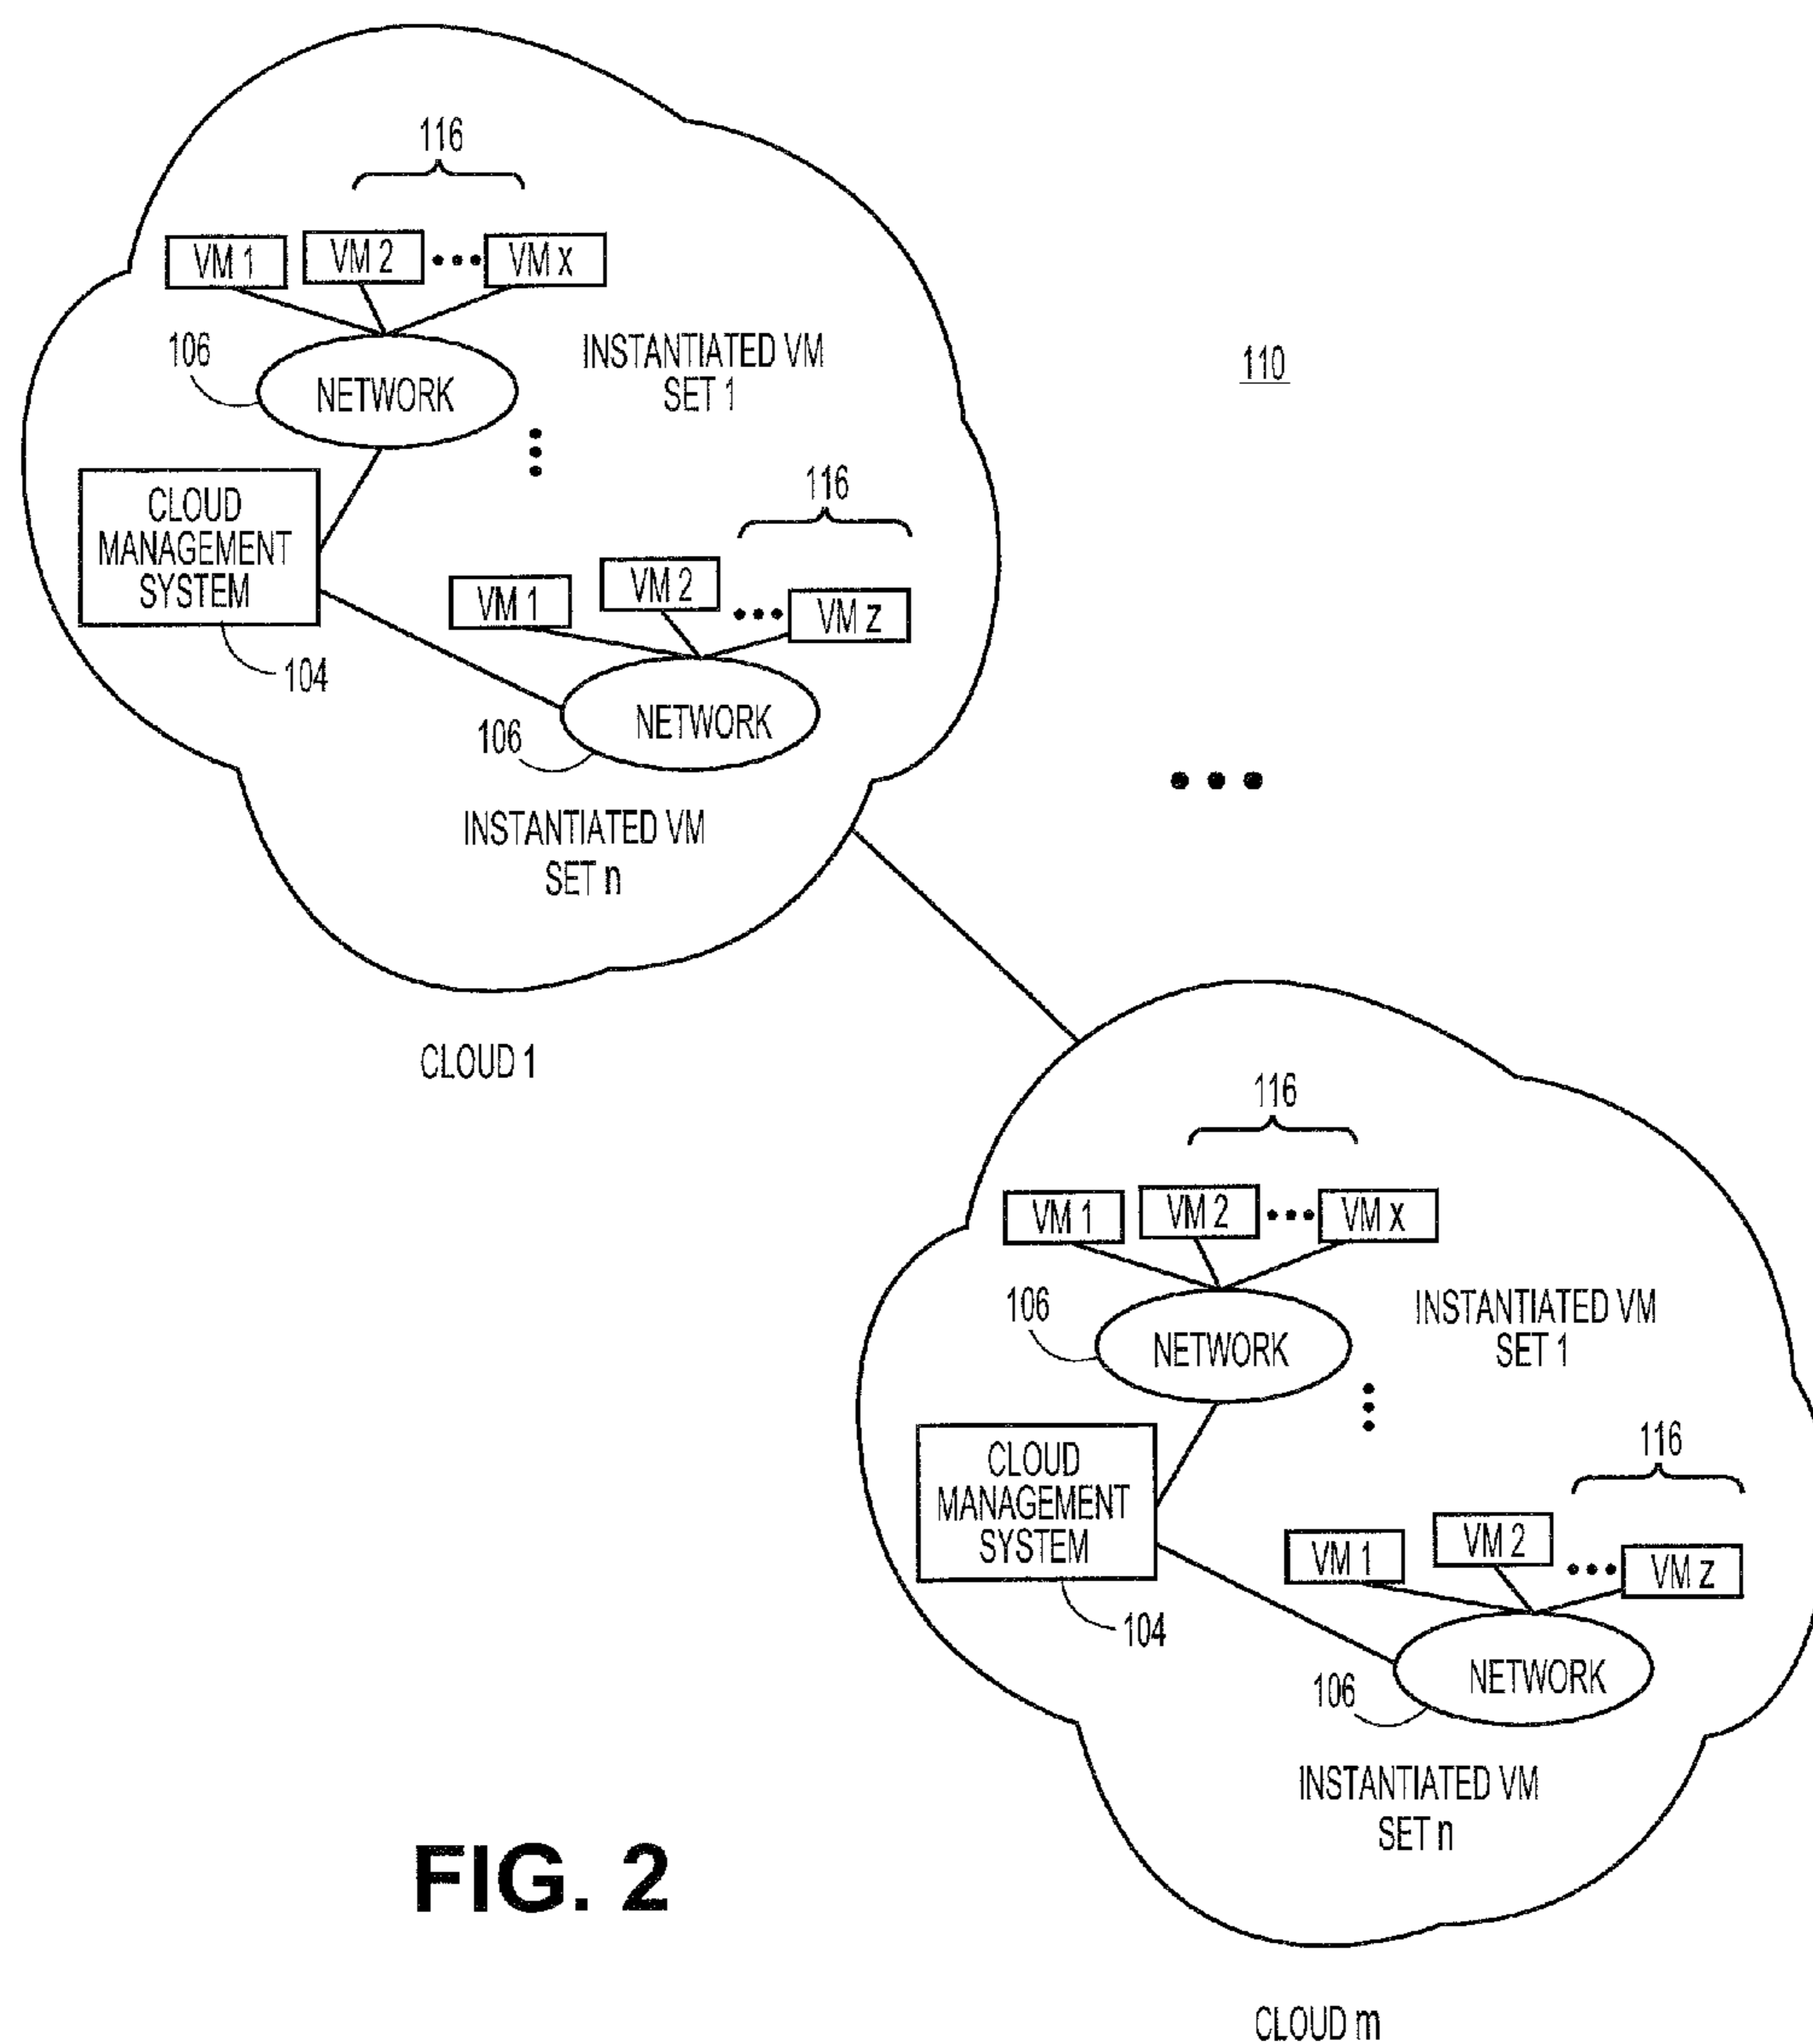 116
VM 1
VM 2
VM x
106
NETWORK
INSTANTIATED VM
SET 1
110
CLOUD
MANAGEMENT
SYSTEM
104
116
VM 1
VM 2
VM z
NETWORK
106
INSTANTIATED VM
SET n
CLOUD 1
116
VM 1
VM 2
VM x
106
NETWORK
INSTANTIATED VM
SET 1
CLOUD
MANAGEMENT
SYSTEM
104
116
VM 1
VM 2
VM z
NETWORK
106
INSTANTIATED VM
SET n
FIG. 2
CLOUD m